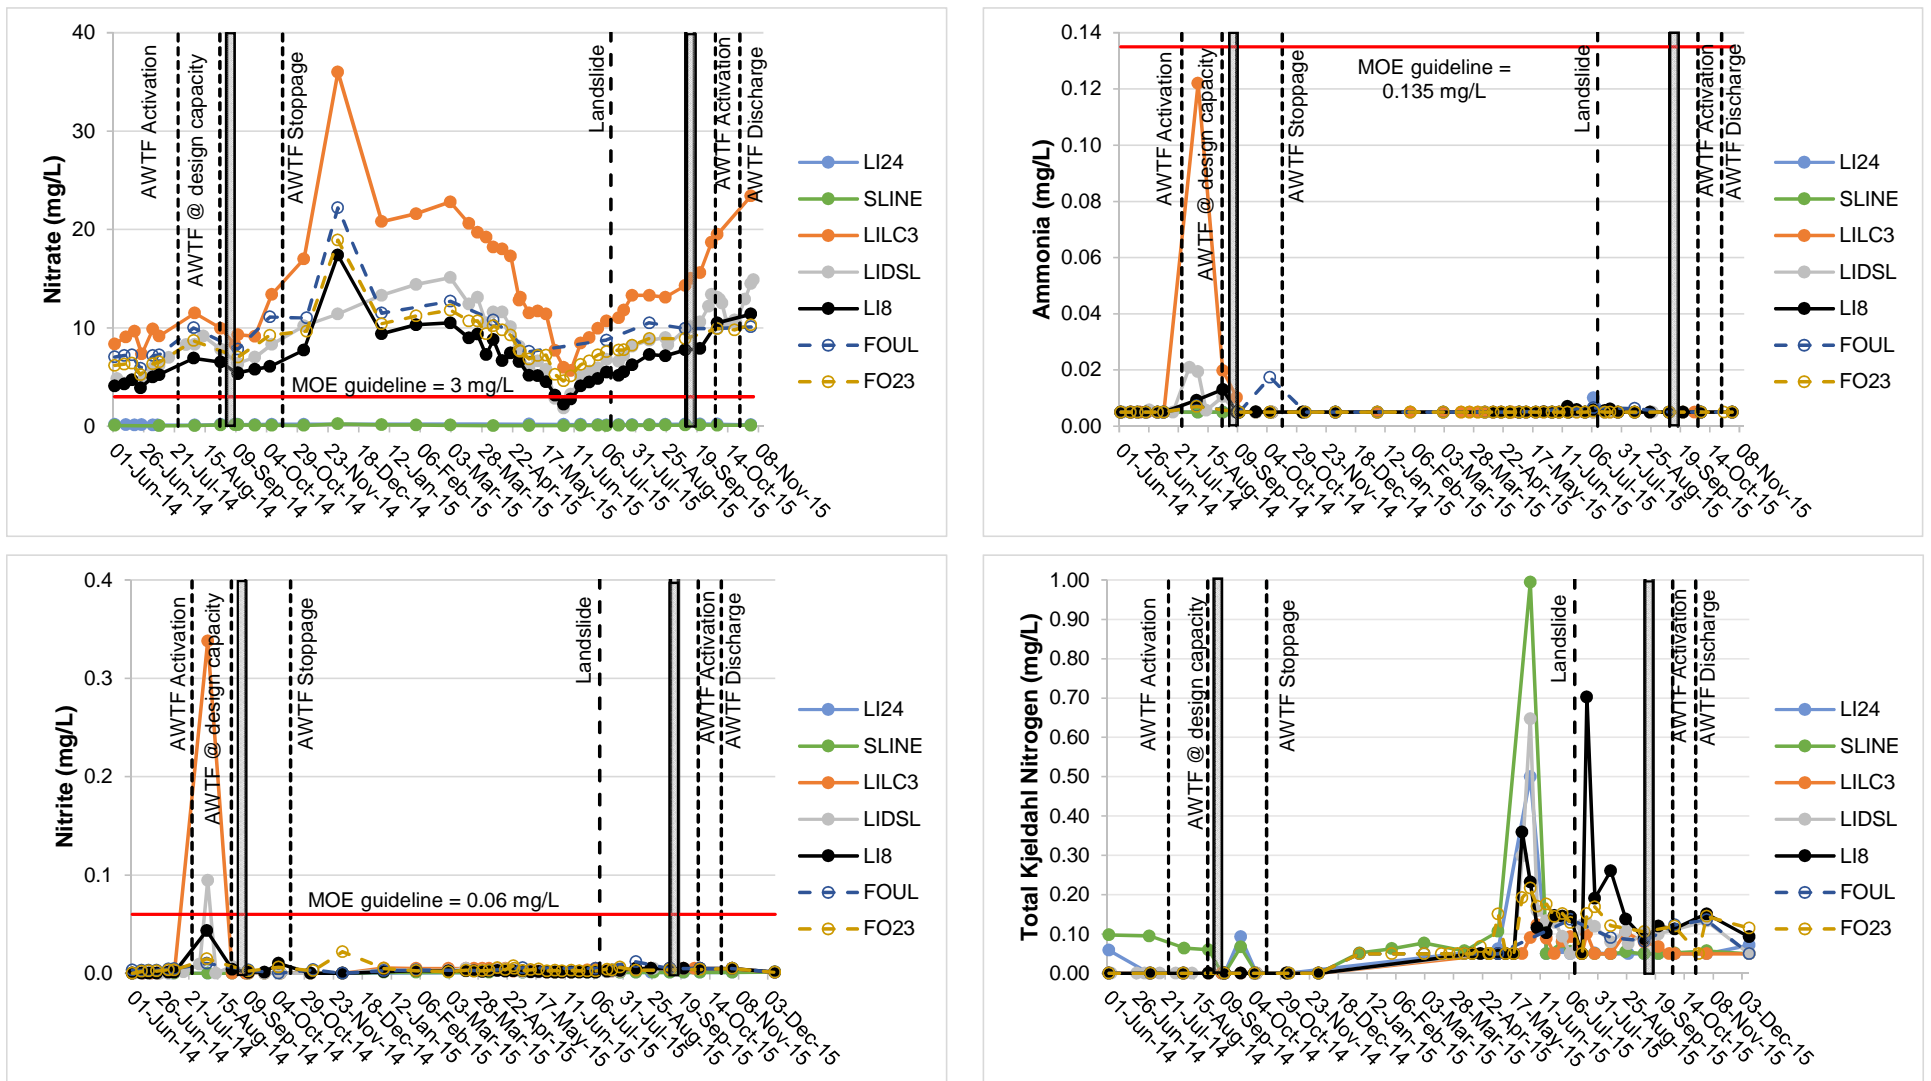 40
30
20
10
0
Nitrate (mg/L)
AWTF Activation
AWTF @ design capacity
AWTF Stoppage
Landslide
AWTF Activation
AWTF Discharge
MOE guideline = 3 mg/L
01-Jun-14
26-Jun-14
21-Jul-14
15-Aug-14
09-Sep-14
04-Oct-14
29-Oct-14
23-Nov-14
18-Dec-14
12-Jan-15
06-Feb-15
03-Mar-15
28-Mar-15
22-Apr-15
17-May-15
11-Jun-15
06-Jul-15
31-Jul-15
25-Aug-15
19-Sep-15
14-Oct-15
08-Nov-15
LI24
SLINE
LILC3
LIDSL
LI8
FOUL
FO23
0.14
0.12
0.10
0.08
0.06
0.04
0.02
0.00
Ammonia (mg/L)
AWTF Activation
AWTF @ design capacity
AWTF Stoppage
MOE guideline =
0.135 mg/L
Landslide
AWTF Activation
AWTF Discharge
01-Jun-14
26-Jun-14
21-Jul-14
15-Aug-14
09-Sep-14
04-Oct-14
29-Oct-14
23-Nov-14
18-Dec-14
12-Jan-15
06-Feb-15
03-Mar-15
28-Mar-15
22-Apr-15
17-May-15
11-Jun-15
06-Jul-15
31-Jul-15
25-Aug-15
19-Sep-15
14-Oct-15
08-Nov-15
LI24
SLINE
LILC3
LIDSL
LI8
FOUL
FO23
0.4
0.3
0.2
0.1
0.0
Nitrite (mg/L)
AWTF Activation
AWTF @ design capacity
AWTF Stoppage
Landslide
AWTF Activation
AWTF Discharge
MOE guideline = 0.06 mg/L
01-Jun-14
26-Jun-14
21-Jul-14
15-Aug-14
09-Sep-14
04-Oct-14
29-Oct-14
23-Nov-14
18-Dec-14
12-Jan-15
06-Feb-15
03-Mar-15
28-Mar-15
22-Apr-15
17-May-15
11-Jun-15
06-Jul-15
31-Jul-15
25-Aug-15
19-Sep-15
14-Oct-15
08-Nov-15
03-Dec-15
LI24
SLINE
LILC3
LIDSL
LI8
FOUL
FO23
1.00
0.90
0.80
0.70
0.60
0.50
0.40
0.30
0.20
0.10
0.00
Total Kjeldahl Nitrogen (mg/L)
AWTF Activation
AWTF @ design capacity
AWTF Stoppage
Landslide
AWTF Activation
AWTF Discharge
01-Jun-14
26-Jun-14
21-Jul-14
15-Aug-14
09-Sep-14
04-Oct-14
29-Oct-14
23-Nov-14
18-Dec-14
12-Jan-15
06-Feb-15
03-Mar-15
28-Mar-15
22-Apr-15
17-May-15
11-Jun-15
06-Jul-15
31-Jul-15
25-Aug-15
19-Sep-15
14-Oct-15
08-Nov-15
03-Dec-15
LI24
SLINE
LILC3
LIDSL
LI8
FOUL
FO23